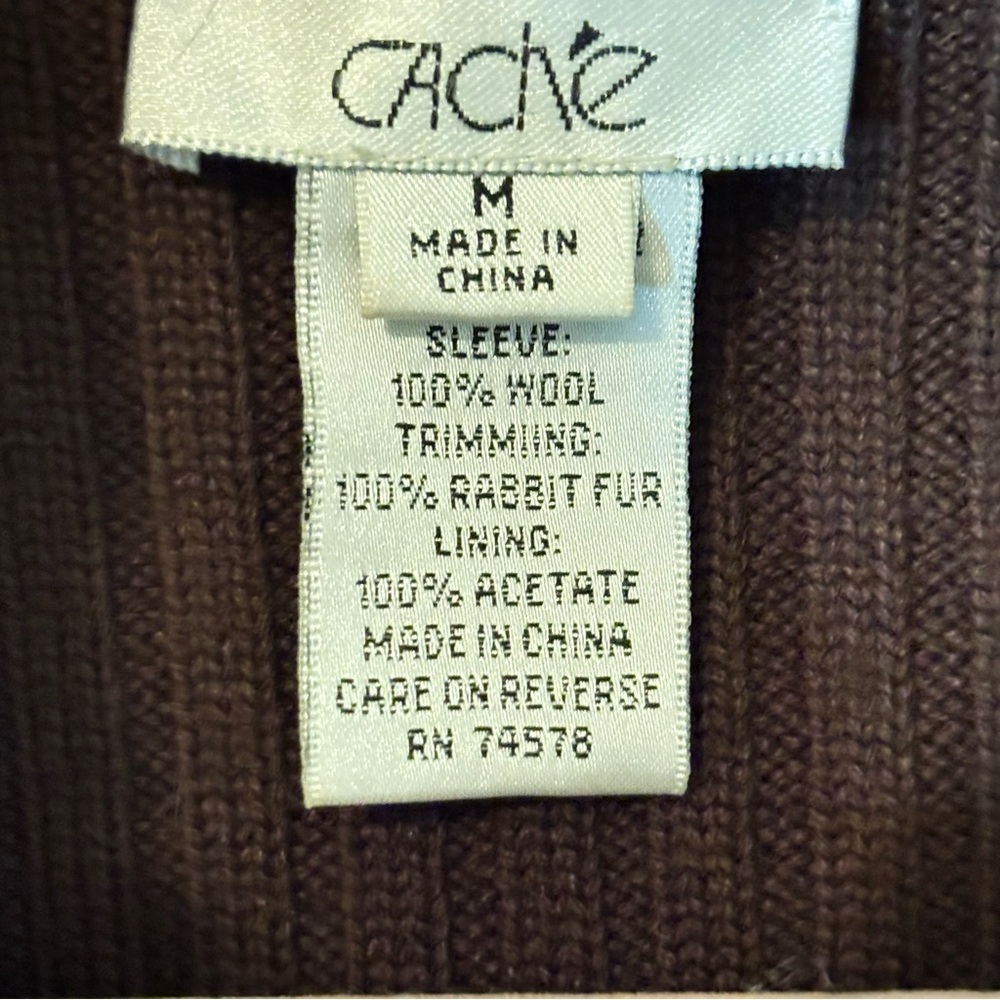 CACHÉ
M
MADE IN
CHINA
SLEEVE:
100% WOOL
TRIMMIING:
100% RABBIT FUR
LINING:
100% ACETATE
MADE IN CHINA
CARE ON REVERSE
RN 74578